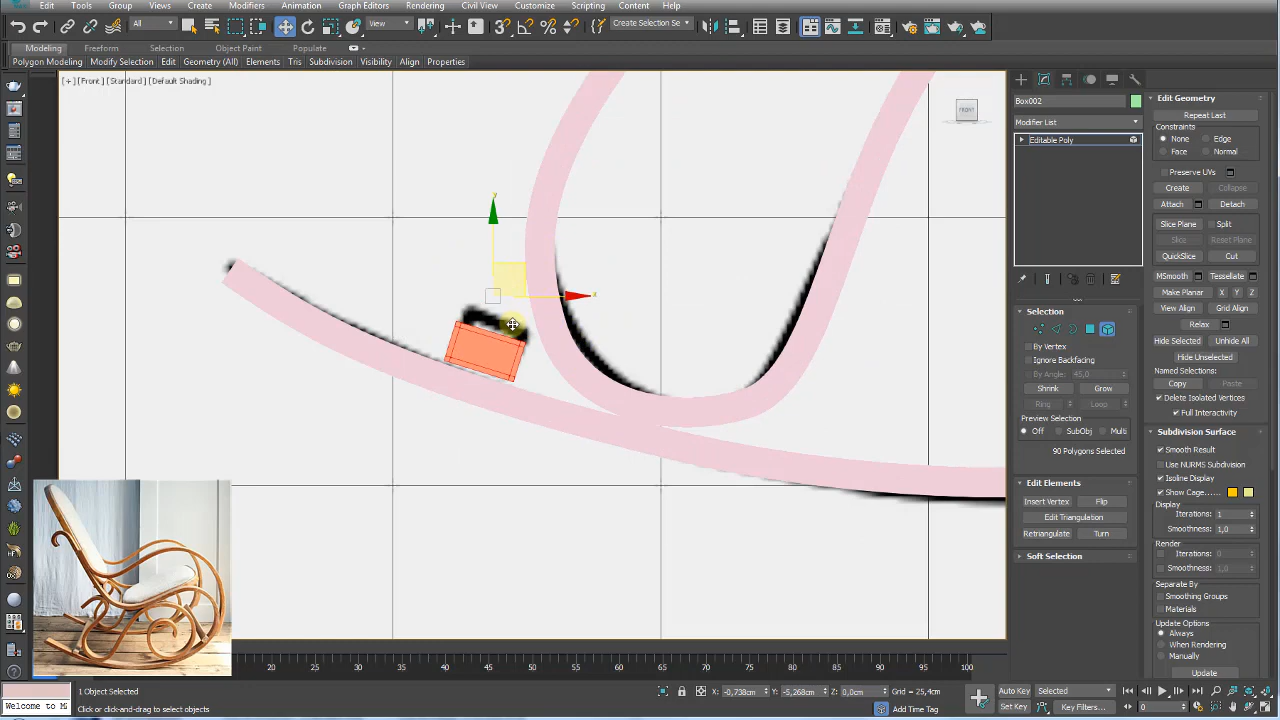 Edit Tools Group Views Create Modifiers Animation Graph Editors Rendering Civil View Customize Scripting Content Help
All View Create Selection Se
Modeling Freeform Selection Object Paint Populate
Polygon Modeling Modify Selection Edit Geometry (All) Elements Tris Subdivision Visibility Align Properties
[+] [Front] [Standard] [Default Shading]
FRONT
Box002
Modifier List
Editable Poly
Edit Geometry
Repeat Last
Constraints
None Edge
Face Normal
Preserve UVs
Create Collapse
Attach Detach
Slice Plane Split
Slice Reset Plane
QuickSlice Cut
MSmooth Tessellate
Make Planar X Y Z
View Align Grid Align
Relax
Hide Selected Unhide All
Hide Unselected
Named Selections:
Copy Paste
Delete Isolated Vertices
Full Interactivity
Selection
By Vertex
Ignore Backfacing
By Angle: 45,0
Shrink Grow
Ring Loop
Preview Selection
Off SubObj Multi
90 Polygons Selected
Edit Elements
Insert Vertex Flip
Edit Triangulation
Retriangulate Turn
Soft Selection
Subdivision Surface
Smooth Result
Use NURMS Subdivision
Isoline Display
Show Cage......
Display
Iterations: 1
Smoothness: 1,0
Render
Iterations: 0
Smoothness: 1,0
Separate By
Smoothing Groups
Materials
Update Options
Always
When Rendering
Manually
Update
25 30 35 40 45 50 55 60 65 70 75 80 85 90 95 100
1 Object Selected X: -0,738cm Y: -5,268cm Z: 0,0cm Grid = 25,4cm
Welcome to M Click or click-and-drag to select objects Add Time Tag
Auto Key Selected
Set Key Key Filters... 0